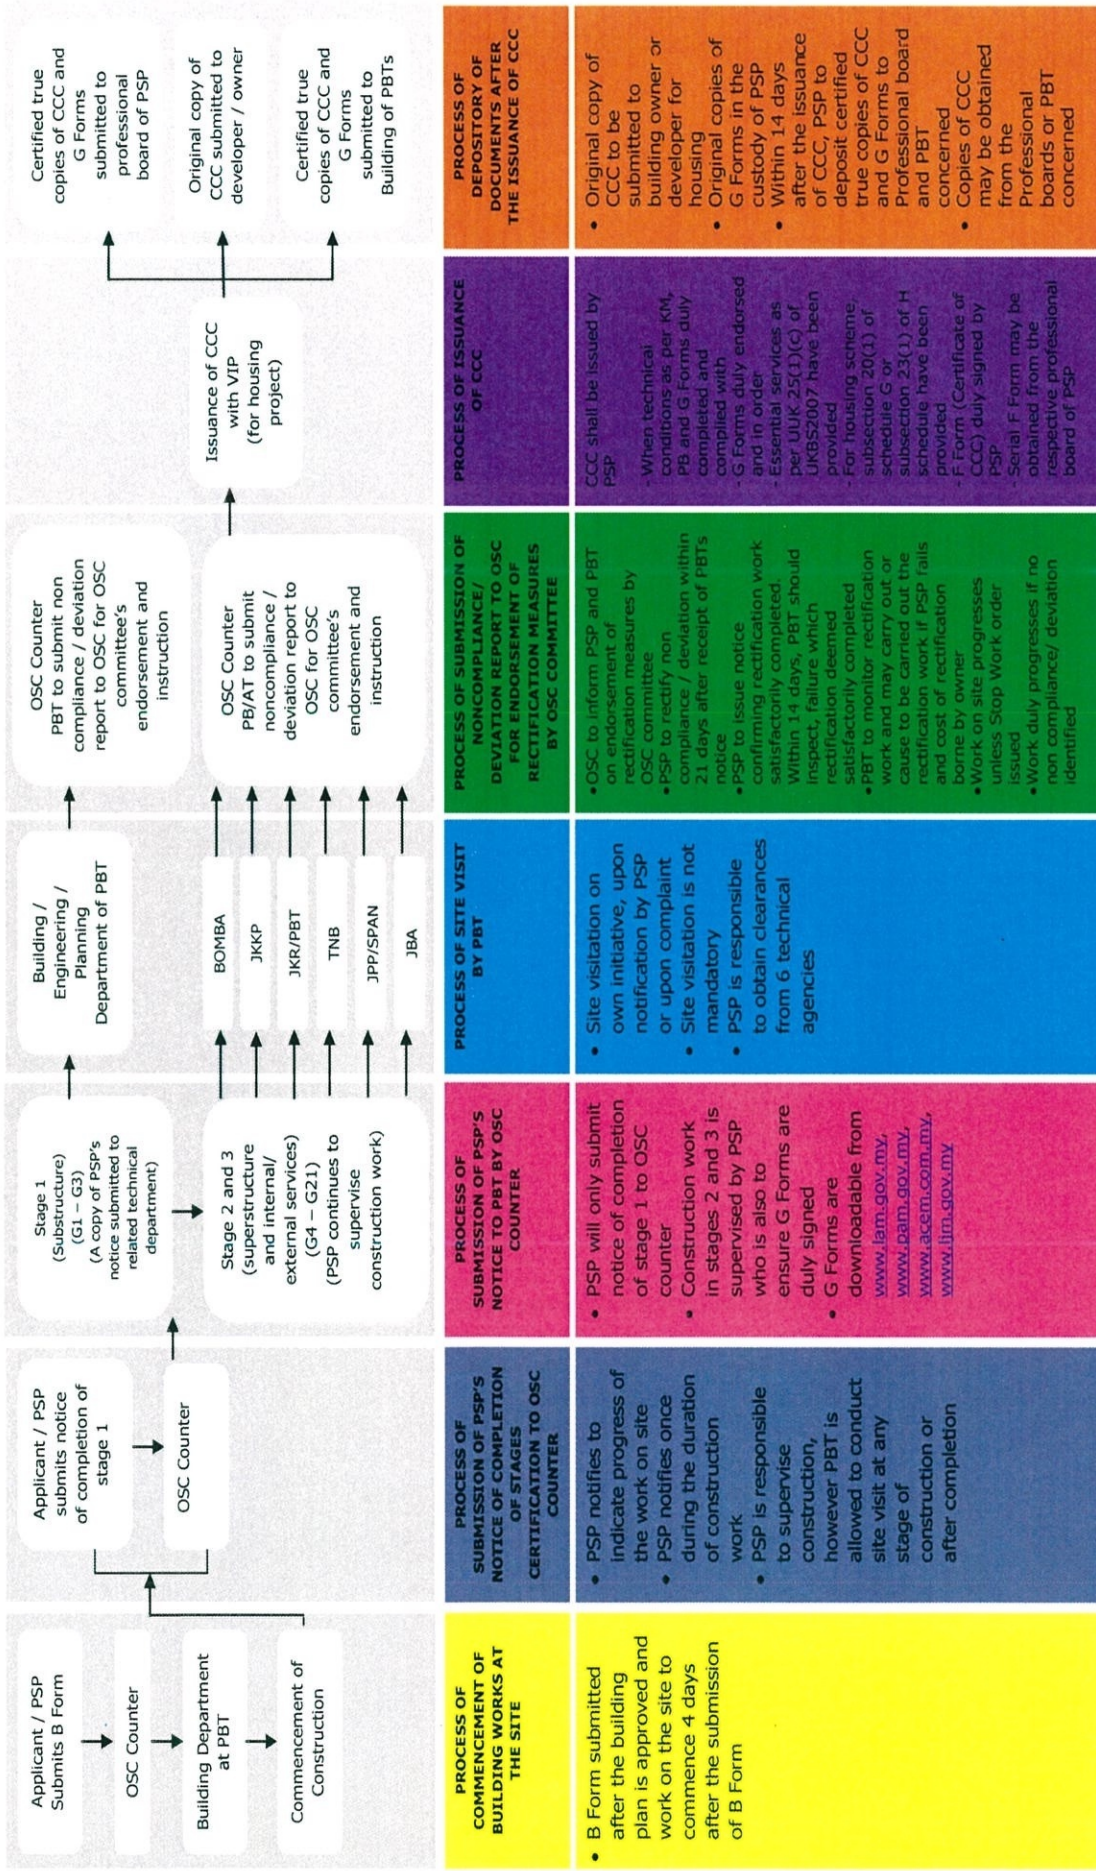 Applicant / PSP
Submits B Form
OSC Counter
Building Department
at PBT
Commencement of
Construction
Applicant / PSP
submits notice
of completion of
stage 1
OSC Counter
Stage 1
(Substructure)
(G1 – G3)
(A copy of PSP's
notice submitted to
related technical
department)
Stage 2 and 3
(superstructure
and internal/
external services)
(G4 – G21)
(PSP continues to
supervise
construction work)
Building /
Engineering /
Planning
Department of PBT
BOMBA
JKKP
JKR/PBT
TNB
JPP/SPAN
JBA
OSC Counter
PBT to submit non
compliance / deviation
report to OSC for OSC
committee's
endorsement and
instruction
OSC Counter
PB/AT to submit
noncompliance /
deviation report to
OSC for OSC
committee's
endorsement and
instruction
Issuance of CCC
with VIP
(for housing
project)
Certified true
copies of CCC and
G Forms
submitted to
professional
board of PSP
Original copy of
CCC submitted to
developer / owner
Certified true
copies of CCC and
G Forms
submitted to
Building of PBTs
PROCESS OF
COMMENCEMENT OF
BUILDING WORKS AT
THE SITE
• B Form submitted
after the building
plan is approved and
work on the site to
commence 4 days
after the submission
of B Form
PROCESS OF
SUBMISSION OF PSP'S
NOTICE OF COMPLETION
OF STAGES
CERTIFICATION TO OSC
COUNTER
• PSP notifies to
indicate progress of
the work on site
• PSP notifies once
during the duration
of construction
work
• PSP is responsible
to supervise
construction,
however PBT is
allowed to conduct
site visit at any
stage of
construction or
after completion
PROCESS OF
SUBMISSION OF PSP'S
NOTICE TO PBT BY OSC
COUNTER
• PSP will only submit
notice of completion
of stage 1 to OSC
counter
• Construction work
in stages 2 and 3 is
supervised by PSP
who is also to
ensure G Forms are
duly signed
• G Forms are
downloadable from
www.lam.gov.my,
www.pam.gov.my,
www.acem.com.my,
www.ljm.gov.my
PROCESS OF SITE VISIT
BY PBT
• Site visitation on
own initiative, upon
notification by PSP
or upon complaint
• Site visitation is not
mandatory
• PSP is responsible
to obtain clearances
from 6 technical
agencies
PROCESS OF SUBMISSION OF
NONCOMPLIANCE/
DEVIATION REPORT TO OSC
FOR ENDORSEMENT OF
RECTIFICATION MEASURES
BY OSC COMMITTEE
•OSC to inform PSP and PBT
on endorsement of
rectification measures by
OSC committee
•PSP to rectify non
compliance / deviation within
21 days after receipt of PBTs
notice
•PSP to issue notice
confirming rectification work
satisfactorily completed.
Within 14 days, PBT should
inspect, failure which
rectification deemed
satisfactorily completed
•PBT to monitor rectification
work and may carry out or
cause to be carried out the
rectification work if PSP fails
and cost of rectification
borne by owner
•Work on site progresses
unless Stop Work order
issued
•Work duly progresses if no
non compliance/ deviation
identified
PROCESS OF ISSUANCE
OF CCC
CCC shall be issued by
PSP
- When technical
conditions as per KM,
PB and G Forms duly
completed and
complied with
- G Forms duly endorsed
and in order
- Essential services as
per UUK 25(1)(c) of
UKBS2007 have been
provided
- For housing scheme,
subsection 20(1) of
schedule G or
subsection 23(1) of H
schedule have been
provided
- F Form (Certificate of
CCC) duly signed by
PSP
- Serial F Form may be
obtained from the
respective professional
board of PSP
PROCESS OF
DEPOSITORY OF
DOCUMENTS AFTER
THE ISSUANCE OF CCC
• Original copy of
CCC to be
submitted to
building owner or
developer for
housing
• Original copies of
G Forms in the
custody of PSP
• Within 14 days
after the issuance
of CCC, PSP to
deposit certified
true copies of CCC
and G Forms to
Professional board
and PBT
concerned
• Copies of CCC
may be obtained
from the
Professional
boards or PBT
concerned